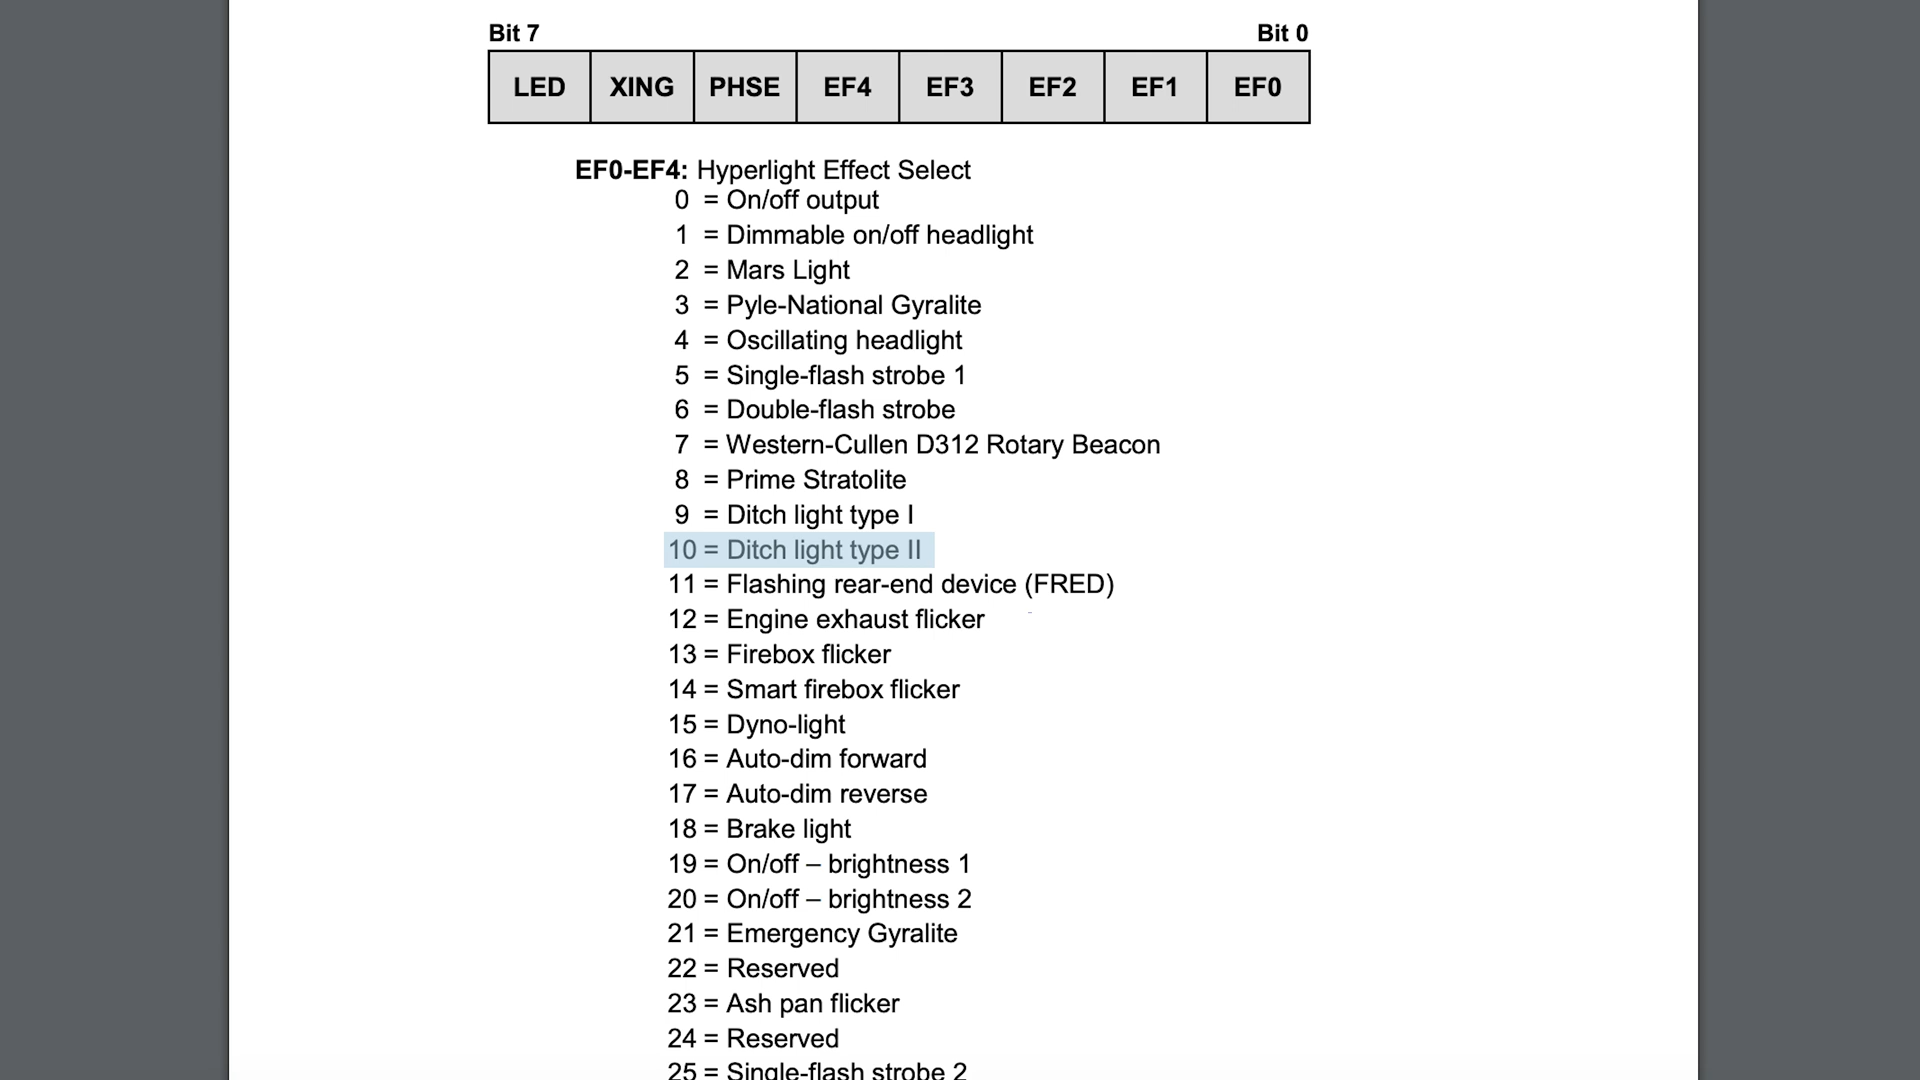 Bit 7 Bit 0
LED XING PHSE EF4 EF3 EF2 EF1 EF0
EF0-EF4: Hyperlight Effect Select
0 = On/off output
1 = Dimmable on/off headlight
2 = Mars Light
3 = Pyle-National Gyralite
4 = Oscillating headlight
5 = Single-flash strobe 1
6 = Double-flash strobe
7 = Western-Cullen D312 Rotary Beacon
8 = Prime Stratolite
9 = Ditch light type I
10 = Ditch light type II
11 = Flashing rear-end device (FRED)
12 = Engine exhaust flicker
13 = Firebox flicker
14 = Smart firebox flicker
15 = Dyno-light
16 = Auto-dim forward
17 = Auto-dim reverse
18 = Brake light
19 = On/off – brightness 1
20 = On/off – brightness 2
21 = Emergency Gyralite
22 = Reserved
23 = Ash pan flicker
24 = Reserved
25 = Single-flash strobe 2